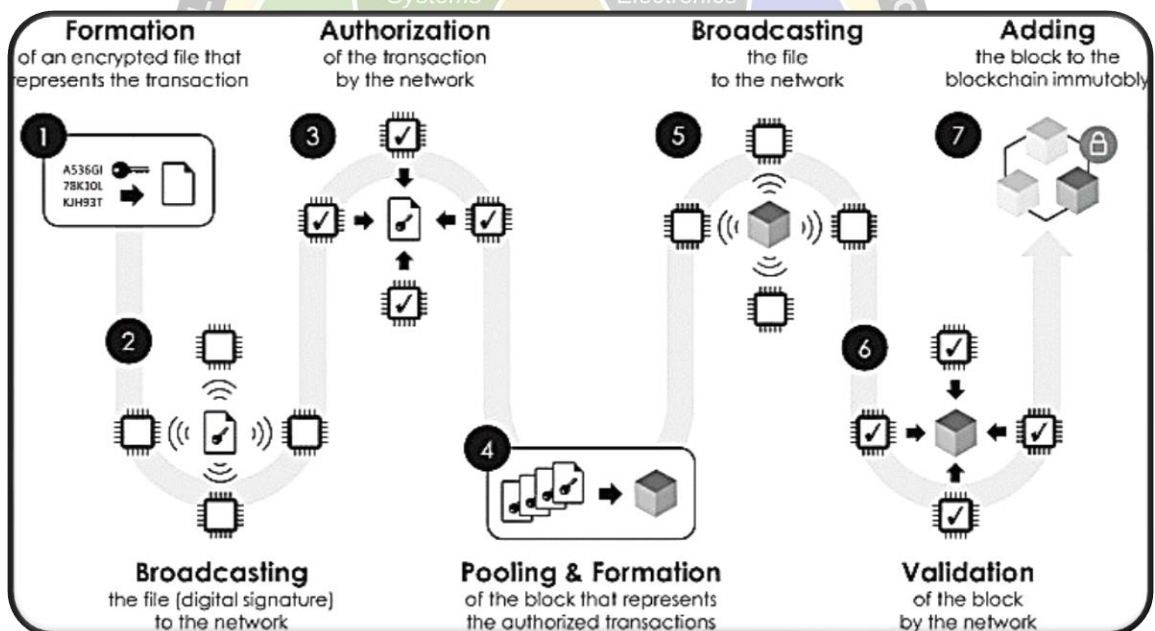 Systems
Electronics
Formation
of an encrypted file that
represents the transaction
Authorization
of the transaction
by the network
Broadcasting
the file
to the network
Adding
the block to the
blockchain immutably
1
A536GI
78KJOL
KJH93T
3
5
7
2
6
4
Broadcasting
the file (digital signature)
to the network
Pooling & Formation
of the block that represents
the authorized transactions
Validation
of the block
by the network